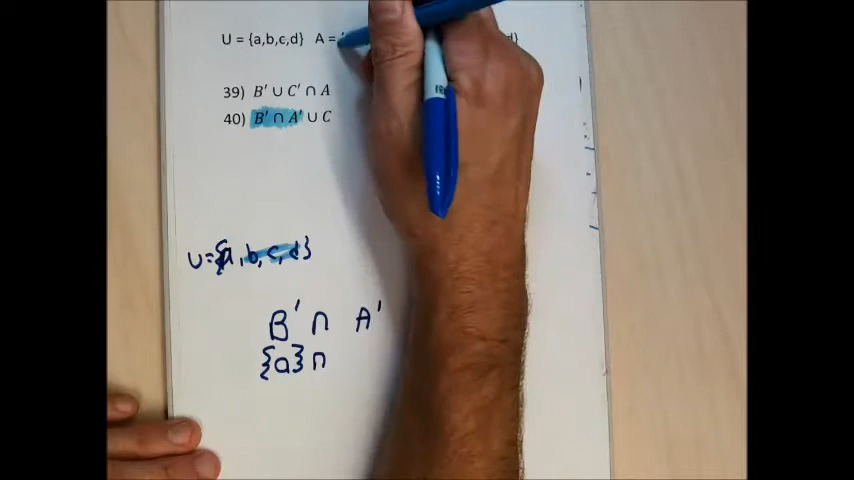 U = {a,b,c,d} A = d}
39) B′ ∪ C′ ∩ A
40) B′ ∩ A′ ∪ C
U={a,b,c,d}
B′ ∩ A′
{a} ∩